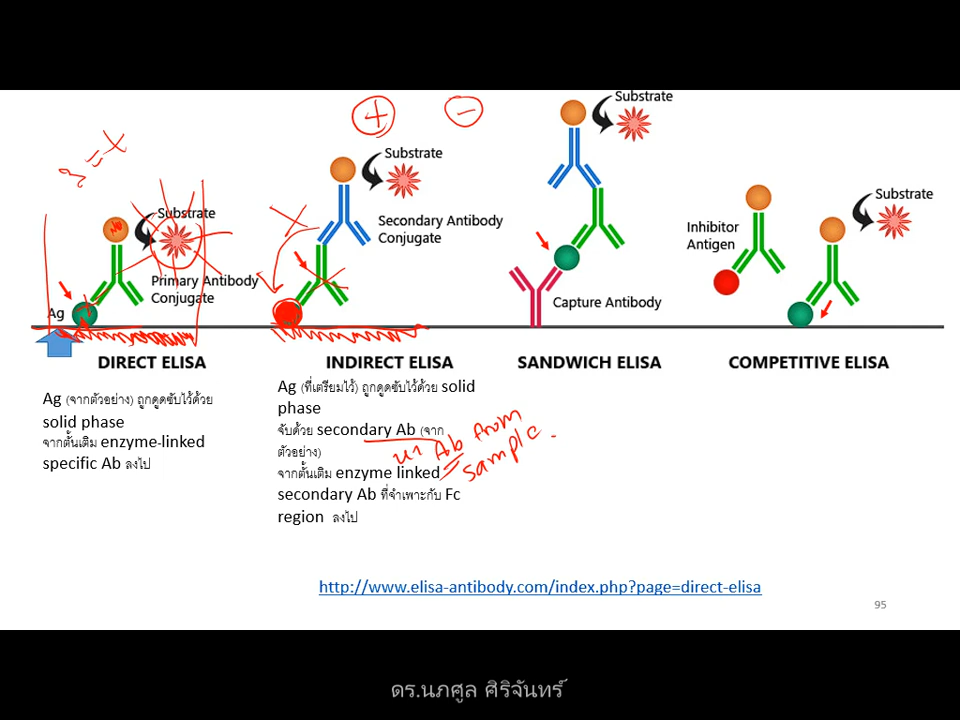 Substrate
Substrate
Substrate
Substrate
Secondary Antibody
Conjugate
Inhibitor
Antigen
Primary Antibody
Conjugate
Capture Antibody
Ag
DIRECT ELISA
INDIRECT ELISA
SANDWICH ELISA
COMPETITIVE ELISA
Ag (จากตัวอย่าง) ถูกดูดซับไว้ด้วย
solid phase
จากตั้นเติม enzyme-linked
specific Ab ลงไป
Ag (ที่เตรียมไว้) ถูกดูดซับไว้ด้วย solid
phase
จับด้วย secondary Ab (จาก
ตัวอย่าง)
จากตั้นเติม enzyme linked
secondary Ab ที่จำเพาะกับ Fc
region ลงไป
Ab from
sample
http://www.elisa-antibody.com/index.php?page=direct-elisa
95
ดร.นภศูล ศิริจันทร์